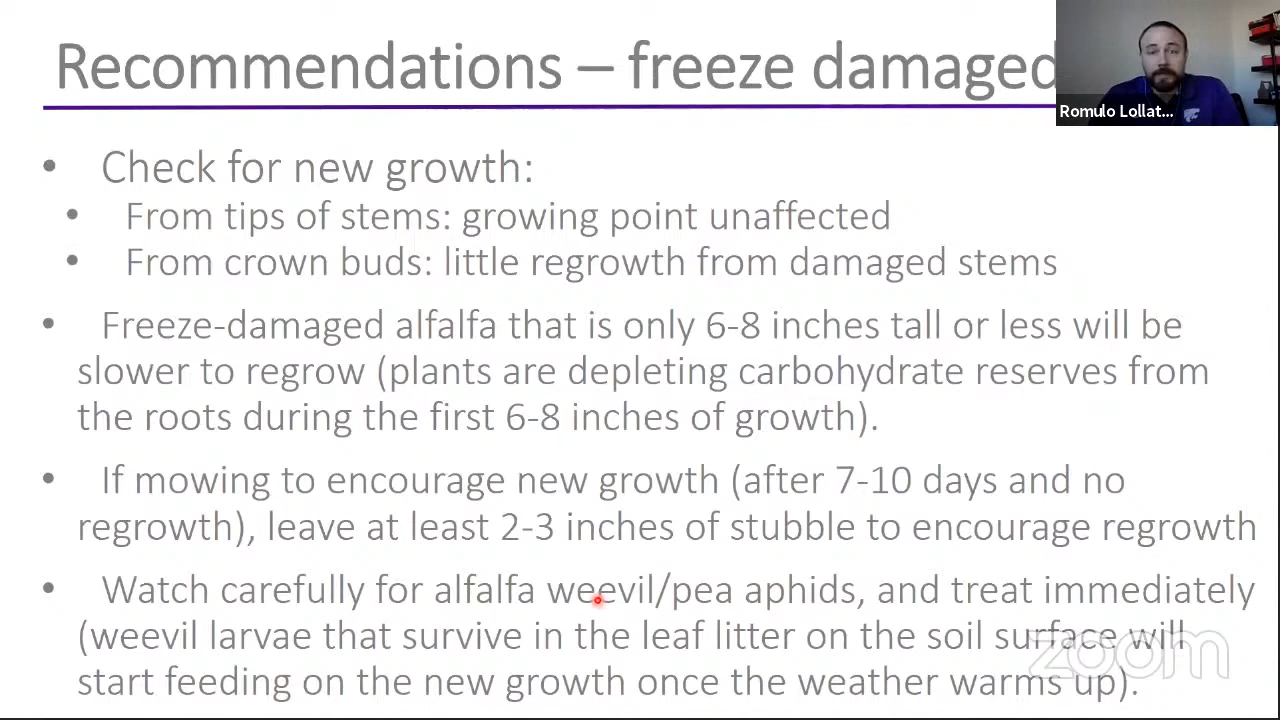 Recommendations – freeze damaged
Romulo Lollat...
• Check for new growth:
• From tips of stems: growing point unaffected
• From crown buds: little regrowth from damaged stems
• Freeze-damaged alfalfa that is only 6-8 inches tall or less will be
slower to regrow (plants are depleting carbohydrate reserves from
the roots during the first 6-8 inches of growth).
• If mowing to encourage new growth (after 7-10 days and no
regrowth), leave at least 2-3 inches of stubble to encourage regrowth
• Watch carefully for alfalfa weevil/pea aphids, and treat immediately
(weevil larvae that survive in the leaf litter on the soil surface will
start feeding on the new growth once the weather warms up).
zoom